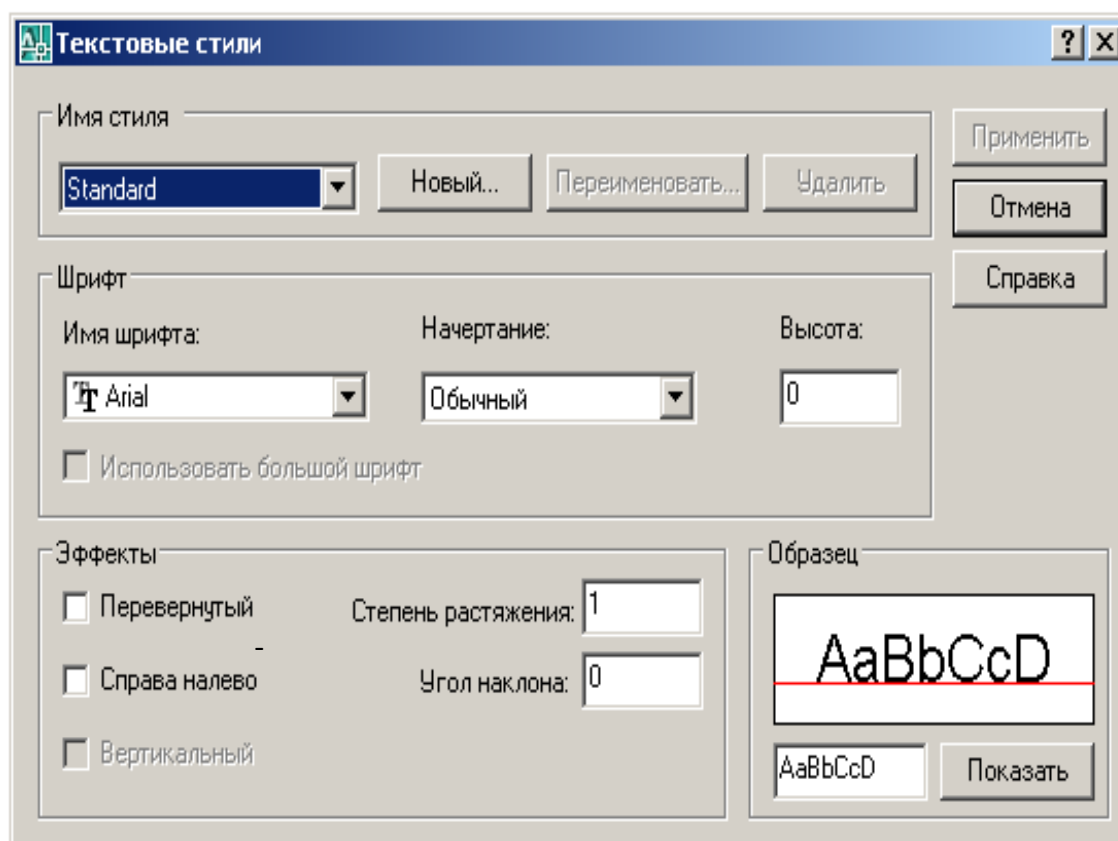 Текстовые стили
Имя стиля
Standard
Новый...
Переименовать...
Удалить
Применить
Отмена
Справка
Шрифт
Имя шрифта:
Начертание:
Высота:
Arial
Обычный
0
Использовать большой шрифт
Эффекты
Перевернутый
Степень растяжения: 1
Справа налево
Угол наклона: 0
Вертикальный
Образец
AaBbCcD
AaBbCcD
Показать